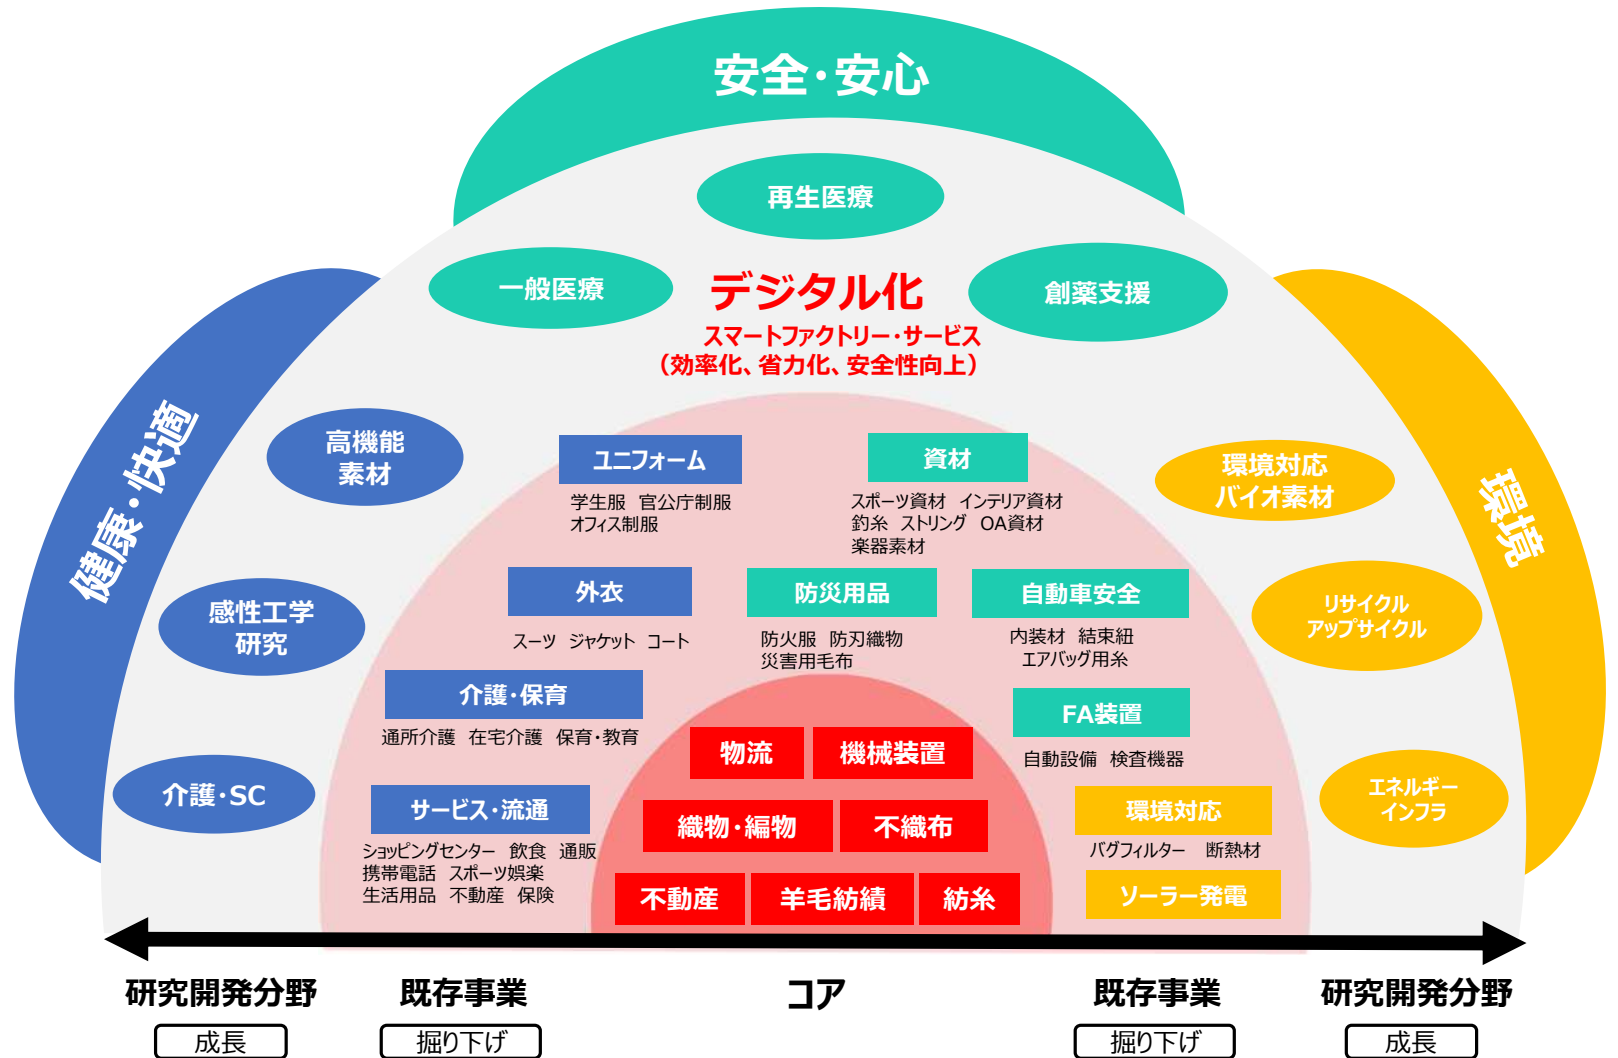 安全・安心
再生医療
一般医療
デジタル化
創薬支援
スマートファクトリー・サービス
（効率化、省力化、安全性向上）
健康・快適
環境
高機能
素材
感性工学
研究
介護・SC
環境対応
バイオ素材
リサイクル
アップサイクル
エネルギー
インフラ
ユニフォーム
学生服 官公庁制服
オフィス制服
資材
スポーツ資材 インテリア資材
釣糸 ストリング OA資材
楽器素材
外衣
スーツ ジャケット コート
防災用品
防火服 防刃織物
災害用毛布
自動車安全
内装材 結束紐
エアバッグ用糸
介護・保育
通所介護 在宅介護 保育・教育
FA装置
自動設備 検査機器
サービス・流通
ショッピングセンター 飲食 通販
携帯電話 スポーツ娯楽
生活用品 不動産 保険
環境対応
バグフィルター 断熱材
ソーラー発電
物流
機械装置
織物・編物
不織布
不動産
羊毛紡績
紡糸
研究開発分野
既存事業
コア
既存事業
研究開発分野
成長
掘り下げ
掘り下げ
成長